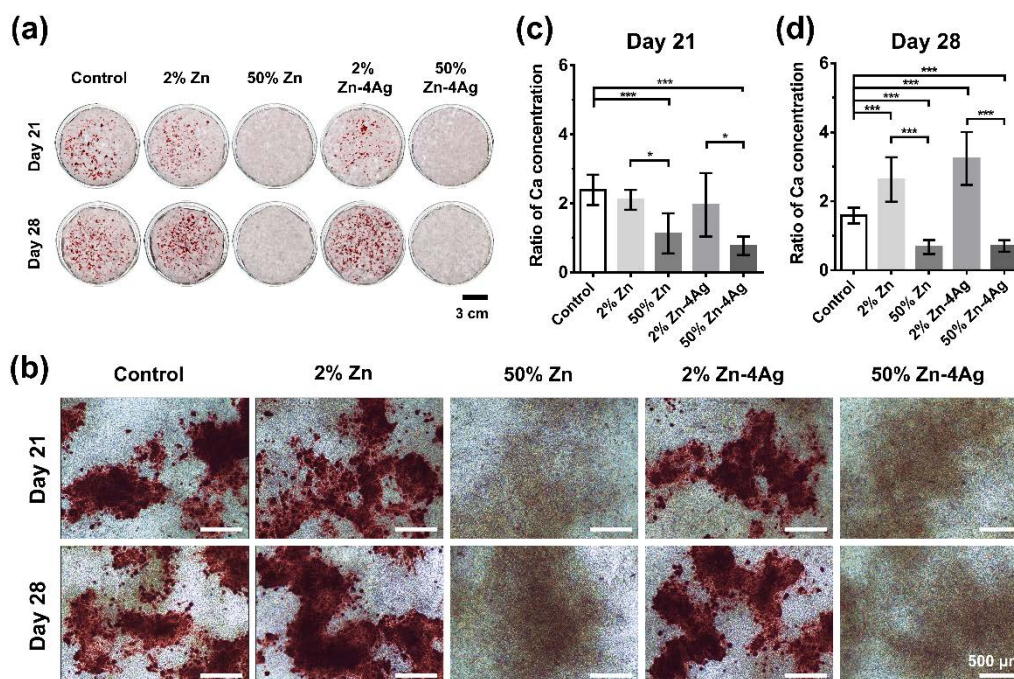 (a)
Control
2% Zn
50% Zn
2%
Zn-4Ag
50%
Zn-4Ag
Day 21
Day 28
3 cm
(c)
Day 21
Ratio of Ca concentration
6
4
2
0
***
***
*
*
Control
2% Zn
50% Zn
2% Zn-4Ag
50% Zn-4Ag
(d)
Day 28
Ratio of Ca concentration
6
4
2
0
***
***
***
***
***
***
Control
2% Zn
50% Zn
2% Zn-4Ag
50% Zn-4Ag
(b)
Control
2% Zn
50% Zn
2% Zn-4Ag
50% Zn-4Ag
Day 21
Day 28
500 μm